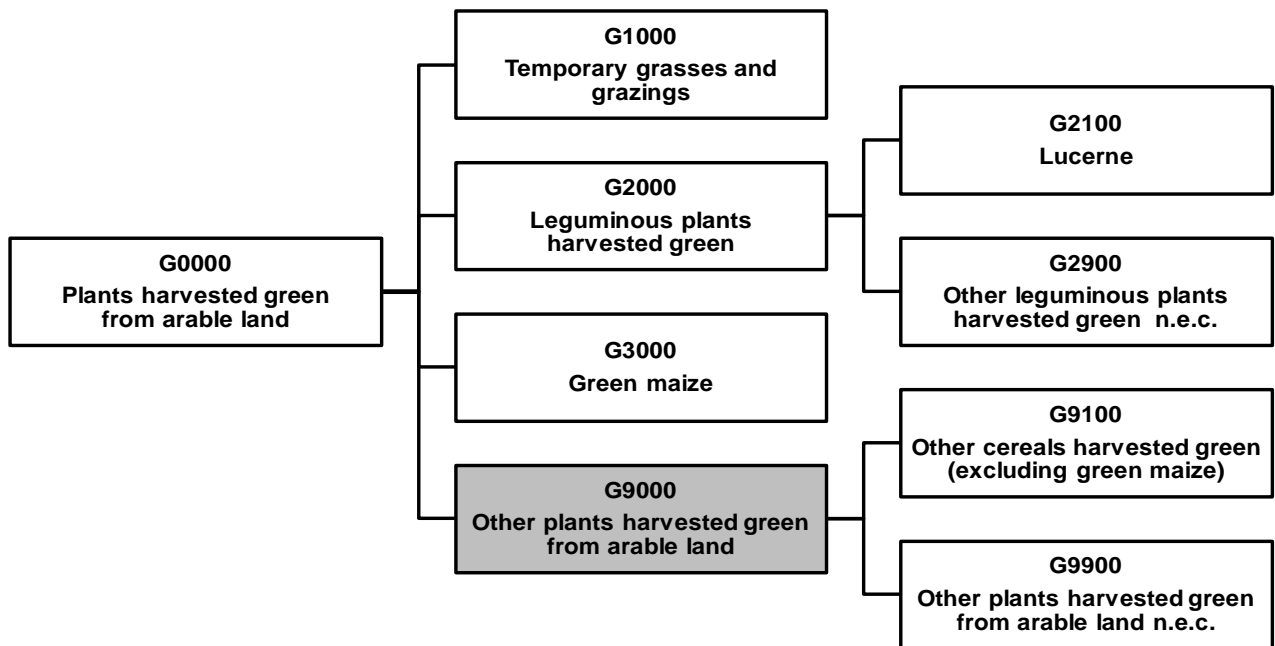 G0000
Plants harvested green
from arable land
G1000
Temporary grasses and
grazings
G2000
Leguminous plants
harvested green
G2100
Lucerne
G2900
Other leguminous plants
harvested green n.e.c.
G3000
Green maize
G9000
Other plants harvested green
from arable land
G9100
Other cereals harvested green
(excluding green maize)
G9900
Other plants harvested green
from arable land n.e.c.